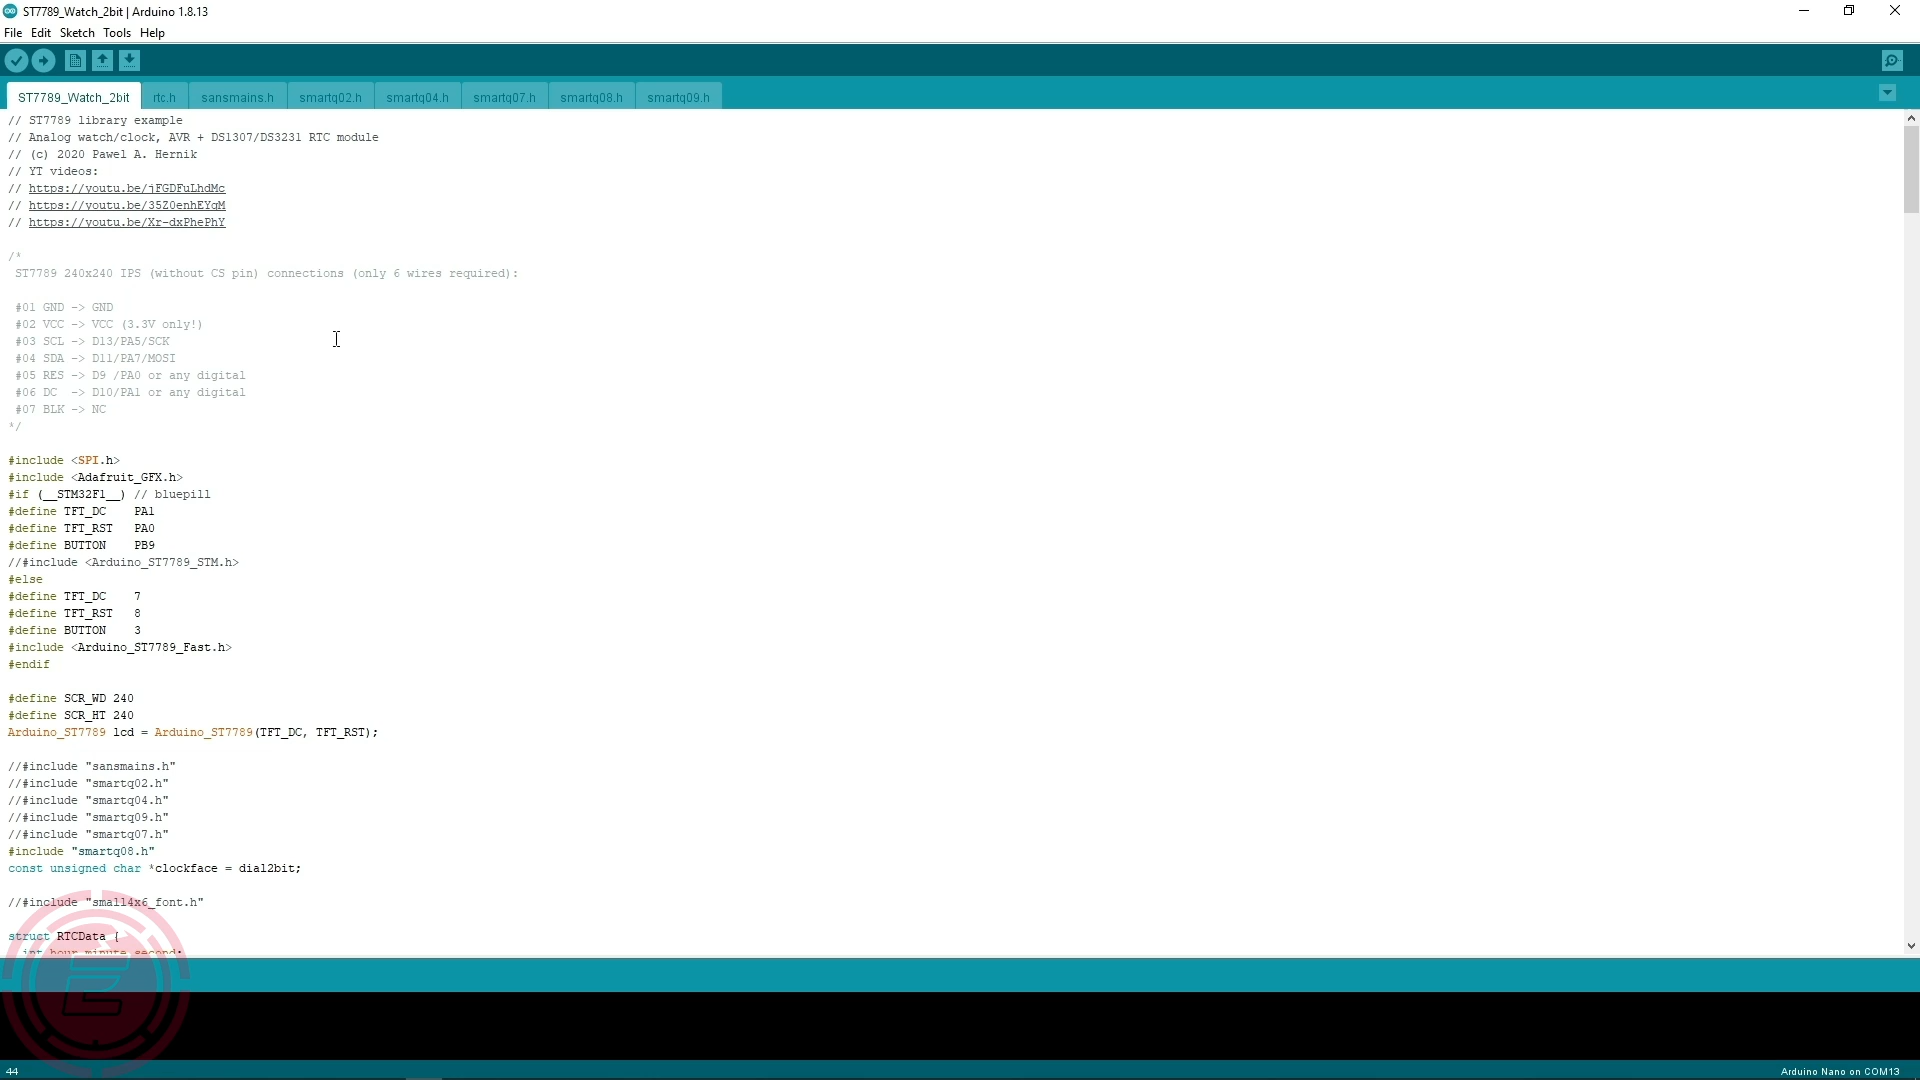 ST7789_Watch_2bit | Arduino 1.8.13
File Edit Sketch Tools Help
ST7789_Watch_2bit rtc.h sansmains.h smartq02.h smartq04.h smartq07.h smartq08.h smartq09.h
// ST7789 library example
// Analog watch/clock, AVR + DS1307/DS3231 RTC module
// (c) 2020 Pawel A. Hernik
// YT videos:
// https://youtu.be/jFGDFuLhdMc
// https://youtu.be/35Z0enhEYgM
// https://youtu.be/Xr-dxPhePhY
/*
ST7789 240x240 IPS (without CS pin) connections (only 6 wires required):
#01 GND -> GND
#02 VCC -> VCC (3.3V only!)
#03 SCL -> D13/PA5/SCK
#04 SDA -> D11/PA7/MOSI
#05 RES -> D9 /PA0 or any digital
#06 DC  -> D10/PA1 or any digital
#07 BLK -> NC
*/
#include <SPI.h>
#include <Adafruit_GFX.h>
#if (__STM32F1__) // bluepill
#define TFT_DC    PA1
#define TFT_RST   PA0
#define BUTTON    PB9
//#include <Arduino_ST7789_STM.h>
#else
#define TFT_DC    7
#define TFT_RST   8
#define BUTTON    3
#include <Arduino_ST7789_Fast.h>
#endif
#define SCR_WD 240
#define SCR_HT 240
Arduino_ST7789 lcd = Arduino_ST7789(TFT_DC, TFT_RST);
//#include "sansmains.h"
//#include "smartq02.h"
//#include "smartq04.h"
//#include "smartq09.h"
//#include "smartq07.h"
#include "smartq08.h"
const unsigned char *clockface = dial2bit;
//#include "small4x6_font.h"
struct RTCData {
int hour,minute,second;
44
Arduino Nano on COM13